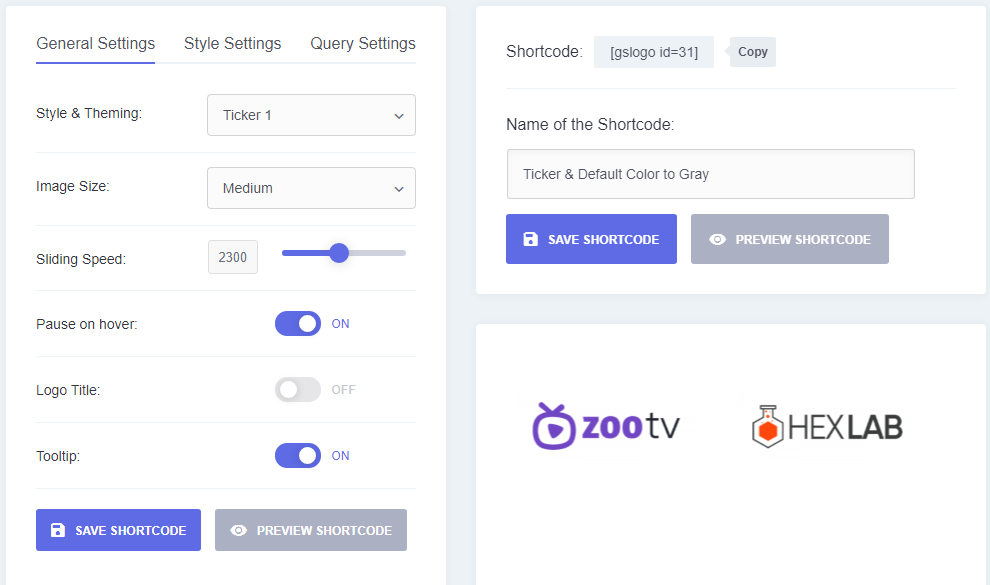 General Settings Style Settings Query Settings
Style & Theming: Ticker 1
Image Size: Medium
Sliding Speed: 2300
Pause on hover: ON
Logo Title: OFF
Tooltip: ON
SAVE SHORTCODE PREVIEW SHORTCODE
Shortcode: [gslogo id=31] Copy
Name of the Shortcode:
Ticker & Default Color to Gray
SAVE SHORTCODE PREVIEW SHORTCODE
zootv HEXLAB